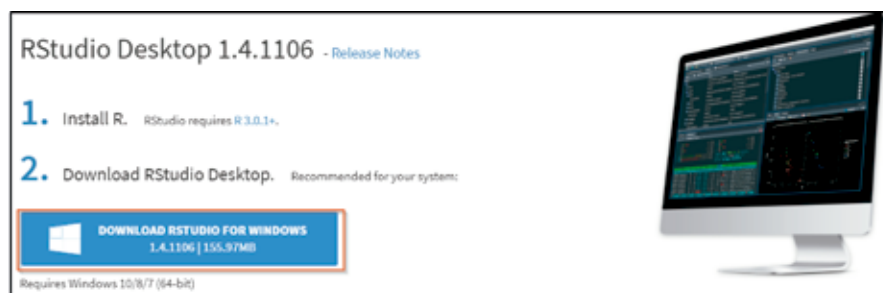 RStudio Desktop 1.4.1106 - Release Notes
1. Install R. RStudio requires R 3.0.1+.
2. Download RStudio Desktop. Recommended for your system:
DOWNLOAD RSTUDIO FOR WINDOWS
1.4.1106 | 155.97MB
Requires Windows 10/8/7 (64-bit)